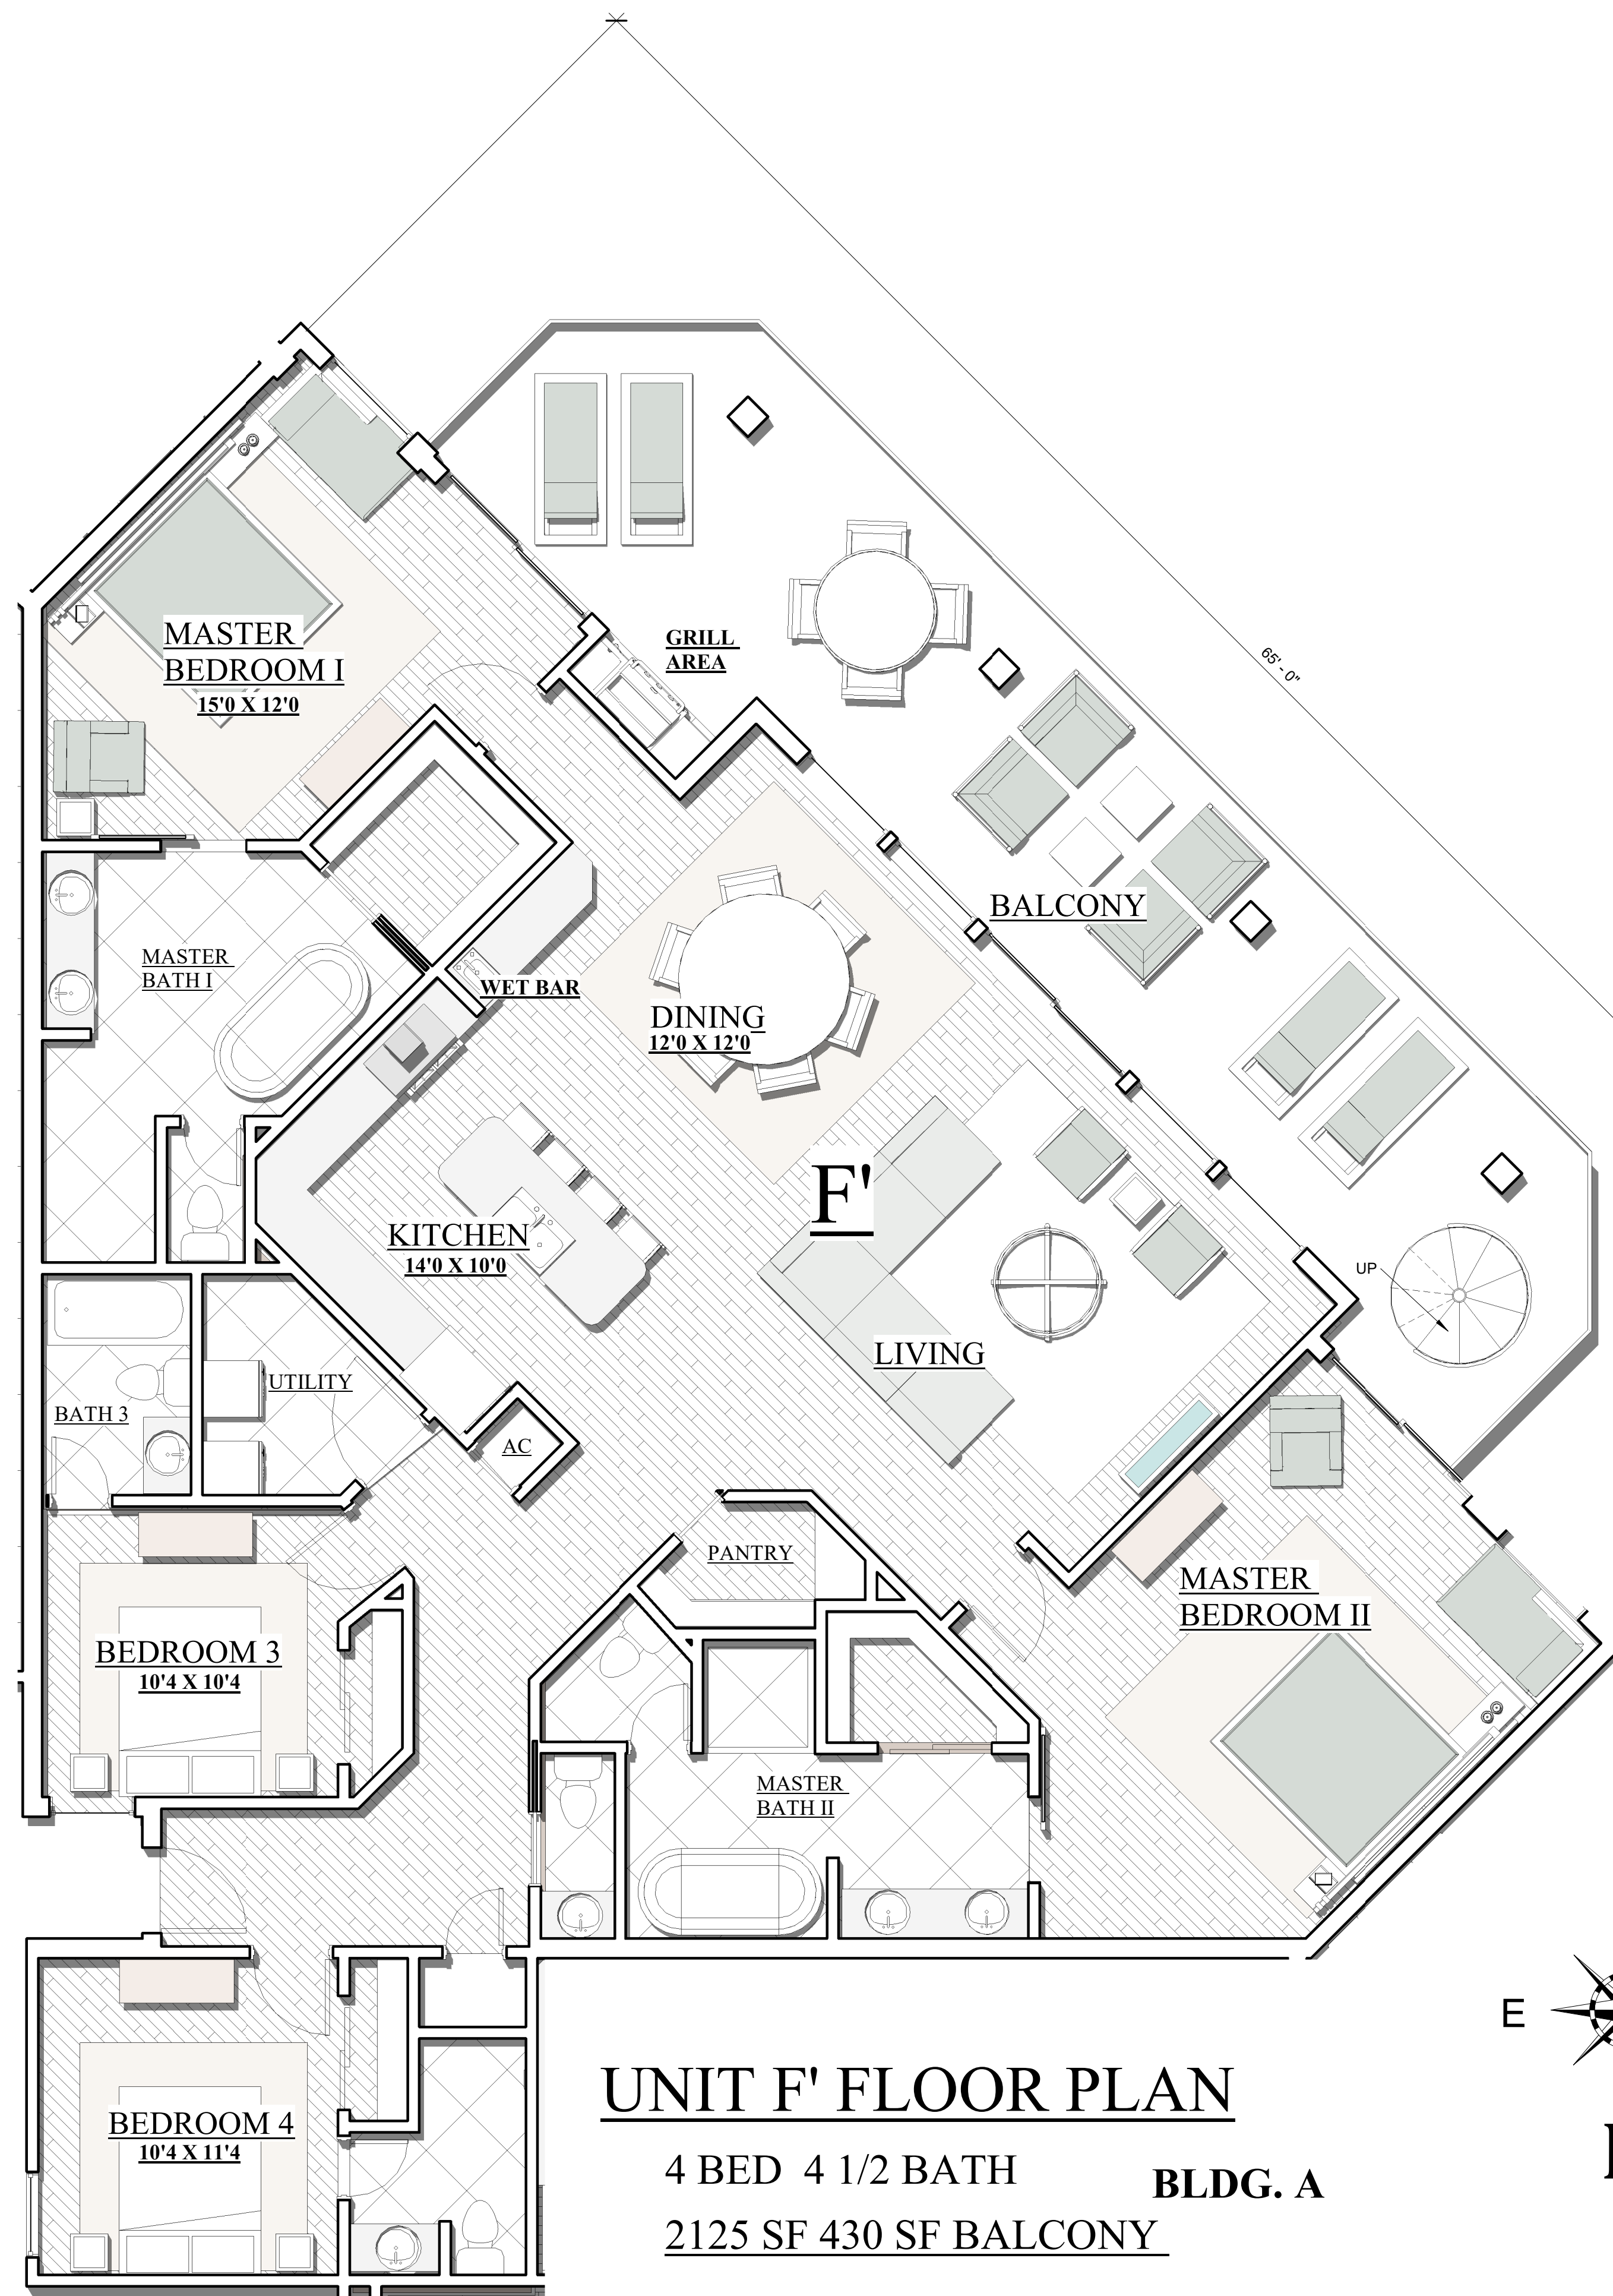 65' - 0"
GRILL
AREA
MASTER
BEDROOM I
15'0 X 12'0
BALCONY
MASTER
BATH I
WET BAR
DINING
12'0 X 12'0
F'
KITCHEN
14'0 X 10'0
UP
LIVING
UTILITY
BATH 3
AC
PANTRY
MASTER
BEDROOM II
BEDROOM 3
10'4 X 10'4
MASTER
BATH II
E
UNIT F' FLOOR PLAN
BEDROOM 4
10'4 X 11'4
4 BED 4 1/2 BATH
BLDG. A
2125 SF 430 SF BALCONY